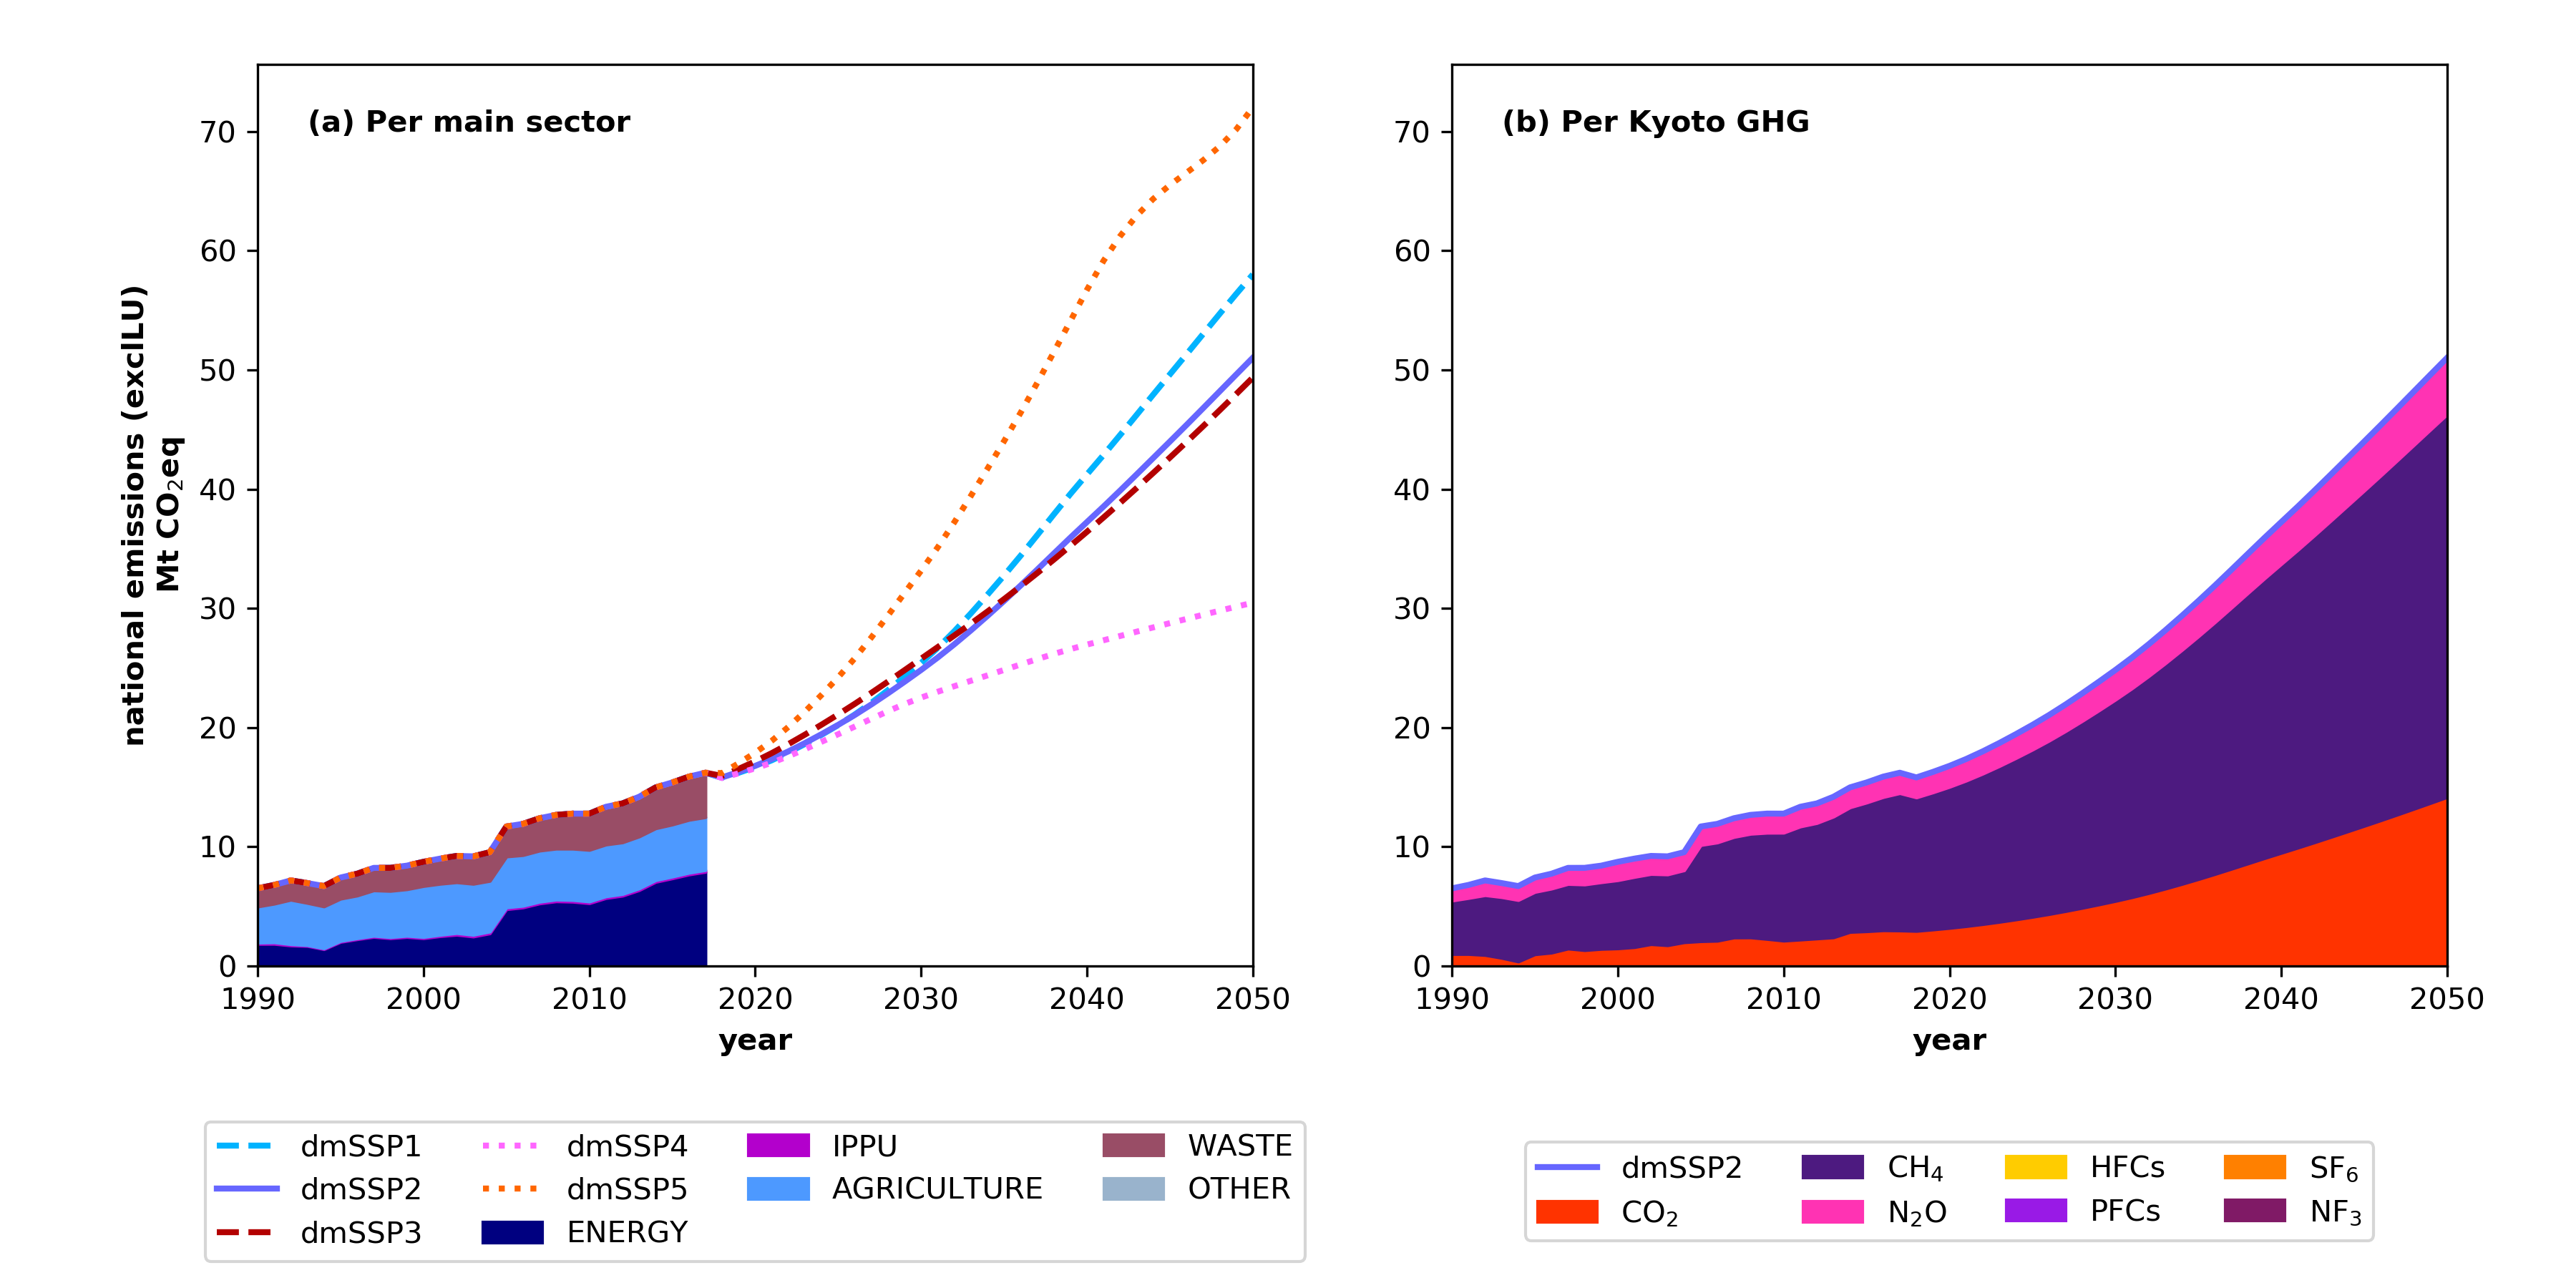 (a) Per main sector
national emissions (exclLU)
Mt CO₂eq
70
60
50
40
30
20
10
0
1990 2000 2010 2020 2030 2040 2050
year
dmSSP1 dmSSP4 IPPU WASTE
dmSSP2 dmSSP5 AGRICULTURE OTHER
dmSSP3 ENERGY
(b) Per Kyoto GHG
70
60
50
40
30
20
10
0
1990 2000 2010 2020 2030 2040 2050
year
dmSSP2 CH₄ HFCs SF₆
CO₂ N₂O PFCs NF₃